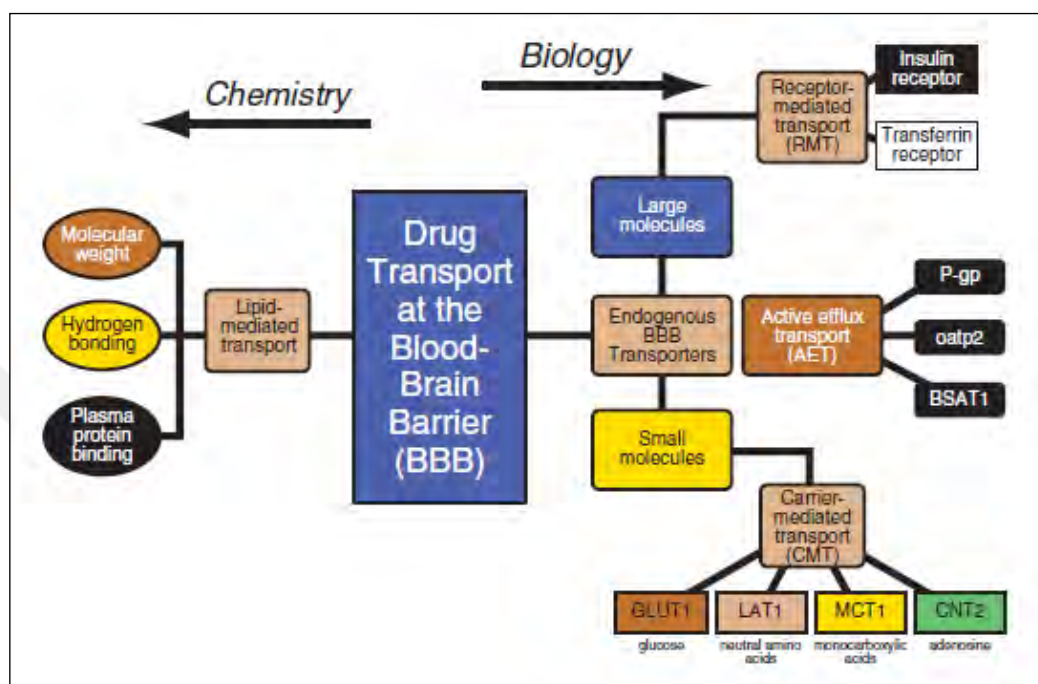 Chemistry
Biology
Insulin
receptor
Receptor-
mediated
transport
(RMT)
Transferrin
receptor
Large
molecules
Molecular
weight
Hydrogen
bonding
Plasma
protein
binding
Lipid-
mediated
transport
Drug
Transport
at the
Blood-
Brain
Barrier
(BBB)
Endogenous
BBB
Transporters
Active efflux
transport
(AET)
P-gp
oatp2
BSAT1
Small
molecules
Carrier-
mediated
transport
(CMT)
GLUT1
LAT1
MCT1
CNT2
glucose
neutral amino
acids
monocarboxylic
acids
adenosine